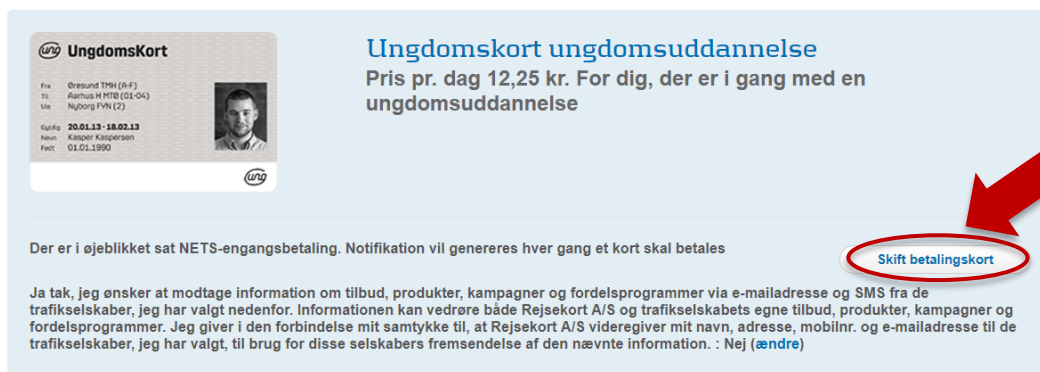 ung UngdomsKort
Fra Øresund TMH (A-F)
Til Aarhus H MTØ (01-04)
Via Nyborg FYN (2)
Gyldig 20.01.13 - 18.02.13
Navn Kasper Kaspersen
Født 01.01.1990
ung
Ungdomskort ungdomsuddannelse
Pris pr. dag 12,25 kr. For dig, der er i gang med en
ungdomsuddannelse
Der er i øjeblikket sat NETS-engangsbetaling. Notifikation vil genereres hver gang et kort skal betales
Skift betalingskort
Ja tak, jeg ønsker at modtage information om tilbud, produkter, kampagner og fordelsprogrammer via e-mailadresse og SMS fra de
trafikselskaber, jeg har valgt nedenfor. Informationen kan vedrøre både Rejsekort A/S og trafikselskabets egne tilbud, produkter, kampagner og
fordelsprogrammer. Jeg giver i den forbindelse mit samtykke til, at Rejsekort A/S videregiver mit navn, adresse, mobilnr. og e-mailadresse til de
trafikselskaber, jeg har valgt, til brug for disse selskabers fremsendelse af den nævnte information. : Nej (ændre)